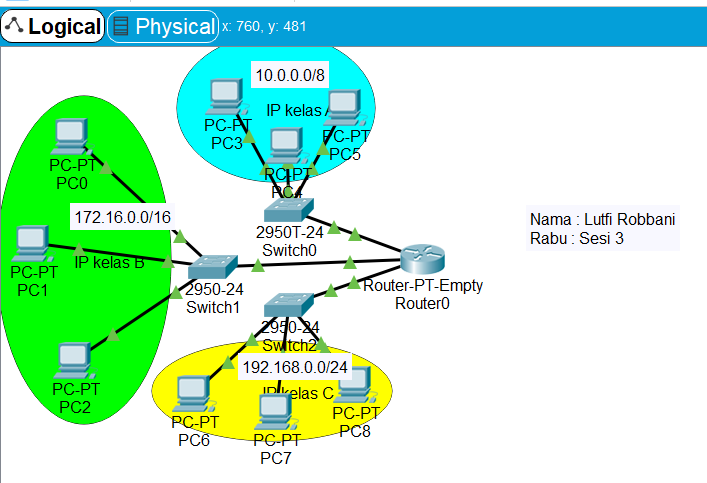 Logical Physical x: 760, y: 481
10.0.0.0/8
IP kelas
PC-PT
PC3
PC-PT
PC5
PC-PT
PC4
PC-PT
PC0
172.16.0.0/16
2950T-24
Switch0
Nama : Lutfi Robbani
Rabu : Sesi 3
PC-PT
PC1
IP kelas B
2950-24
Switch1
Router-PT-Empty
Router0
2950-24
Switch2
PC-PT
PC2
192.168.0.0/24
IP kelas C
PC-PT
PC6
PC-PT
PC7
PC-PT
PC8